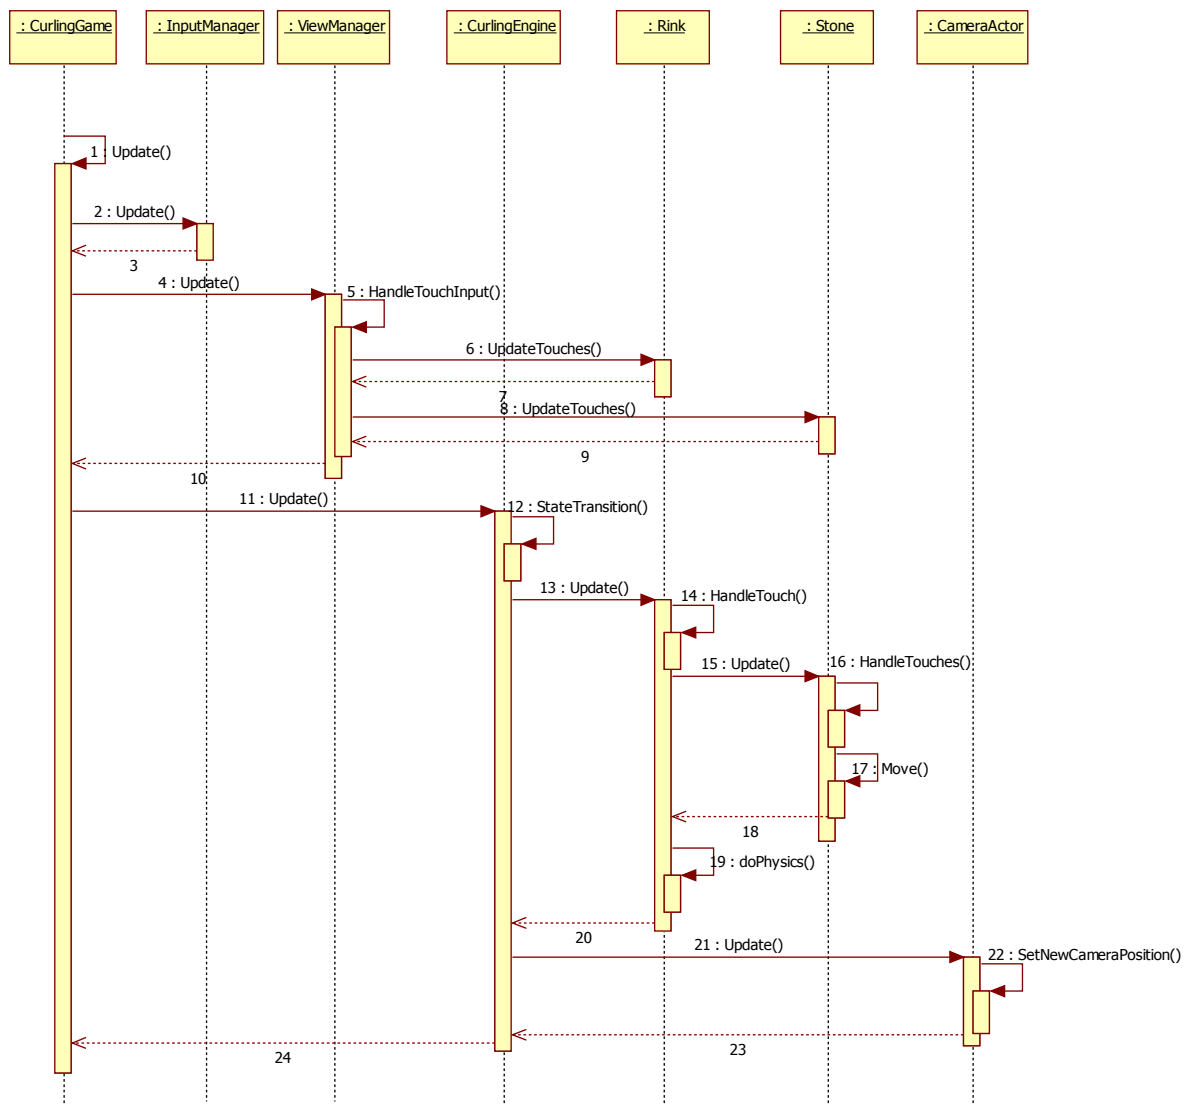 : CurlingGame
: InputManager
: ViewManager
: CurlingEngine
: Rink
: Stone
: CameraActor
1 : Update()
2 : Update()
3
4 : Update()
5 : HandleTouchInput()
6 : UpdateTouches()
7
8 : UpdateTouches()
9
10
11 : Update()
12 : StateTransition()
13 : Update()
14 : HandleTouch()
15 : Update()
16 : HandleTouches()
17 : Move()
18
19 : doPhysics()
20
21 : Update()
22 : SetNewCameraPosition()
23
24